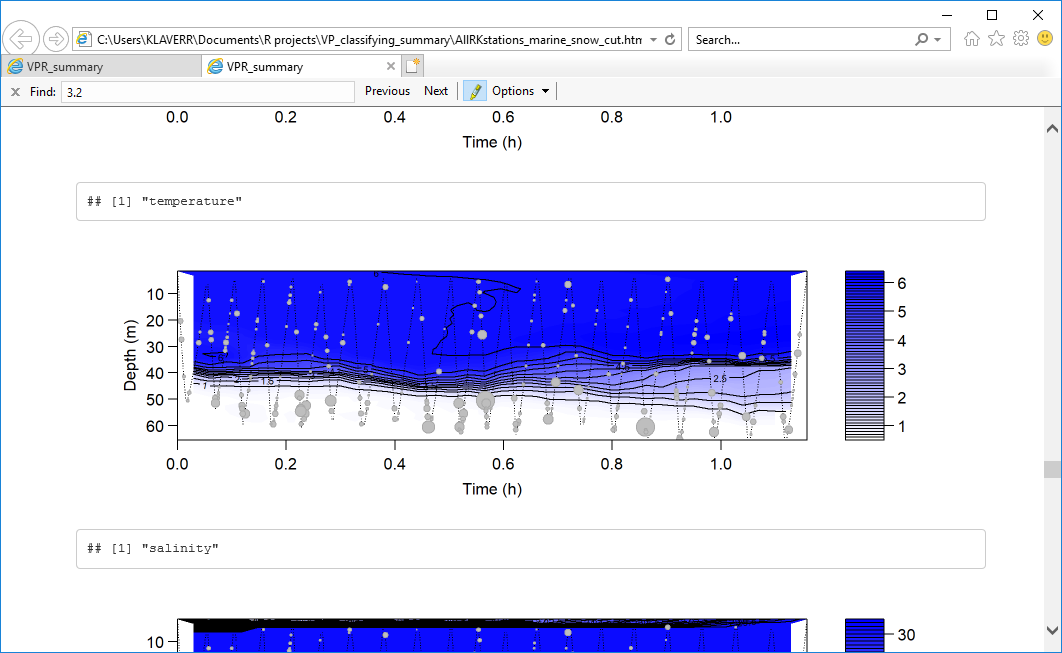 C:\Users\KLAVERR\Documents\R projects\VP_classifying_summary\AllRKstations_marine_snow_cut.htm
Search...
VPR_summary
VPR_summary
Find: 3.2 Previous Next Options
0.0 0.2 0.4 0.6 0.8 1.0
Time (h)
## [1] "temperature"
10
20
30
40
50
60
Depth (m)
1
1.5
2.5
6
5
4
3
2
1
0.0 0.2 0.4 0.6 0.8 1.0
Time (h)
## [1] "salinity"
10
30